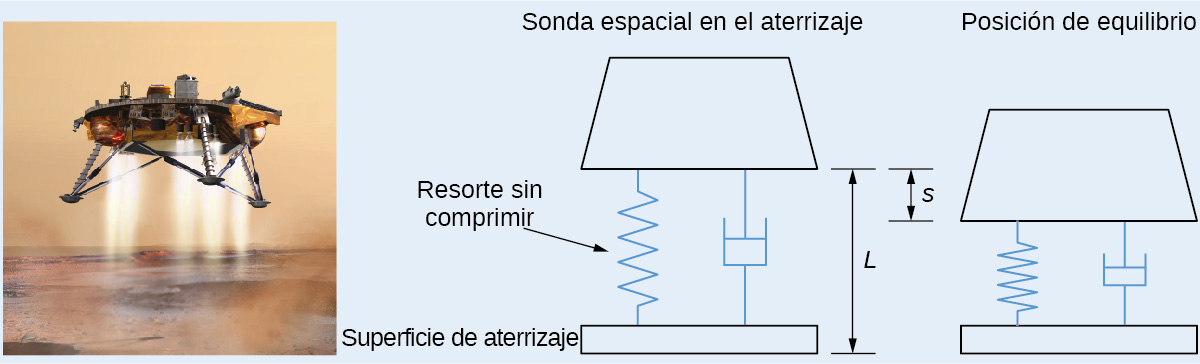 Sonda espacial en el aterrizaje
Posición de equilibrio
Resorte sin
comprimir
s
L
Superficie de aterrizaje